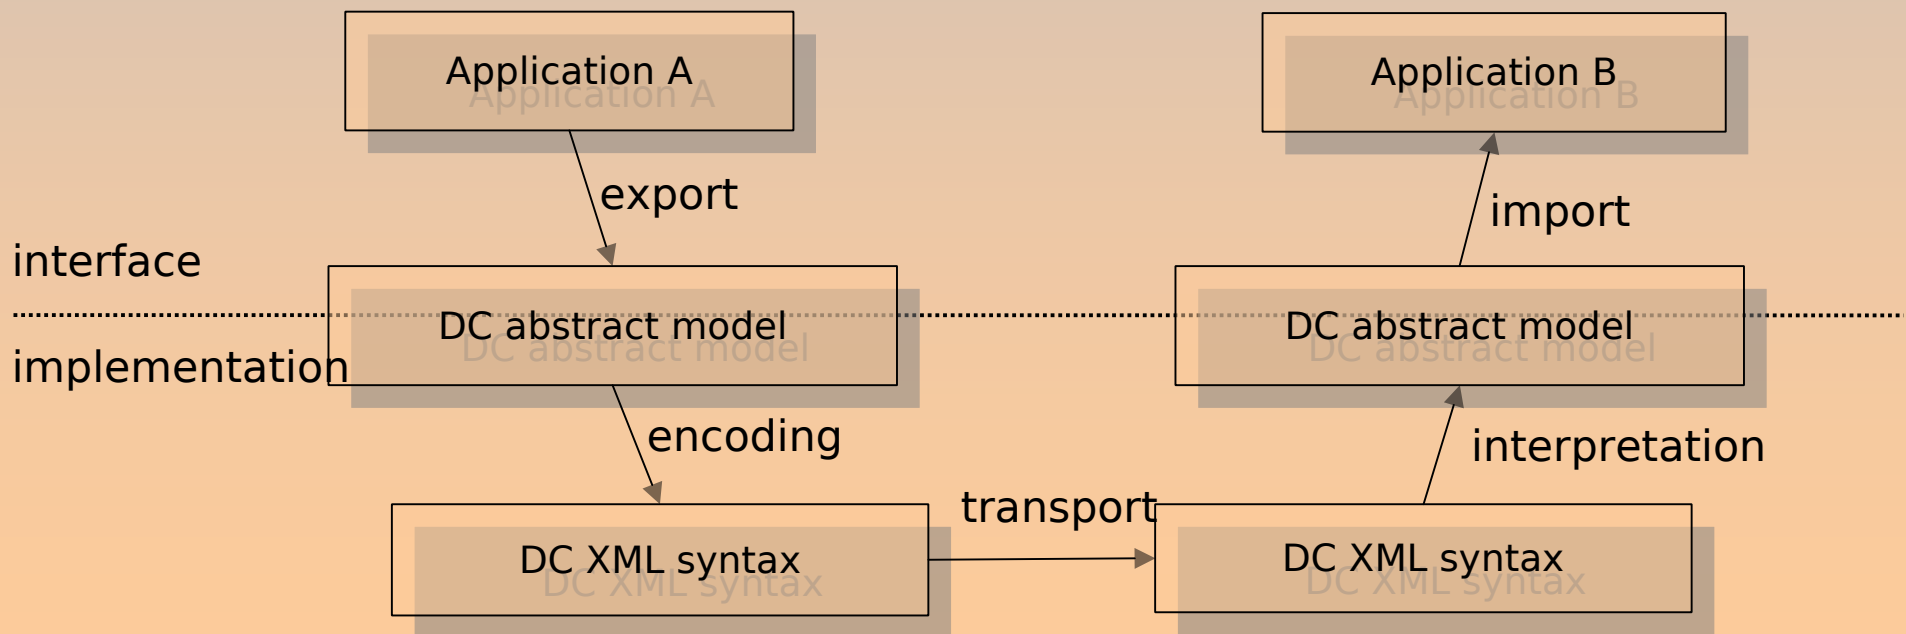 Application A
Application B
export
import
interface
DC abstract model
DC abstract model
implementation
encoding
interpretation
transport
DC XML syntax
DC XML syntax